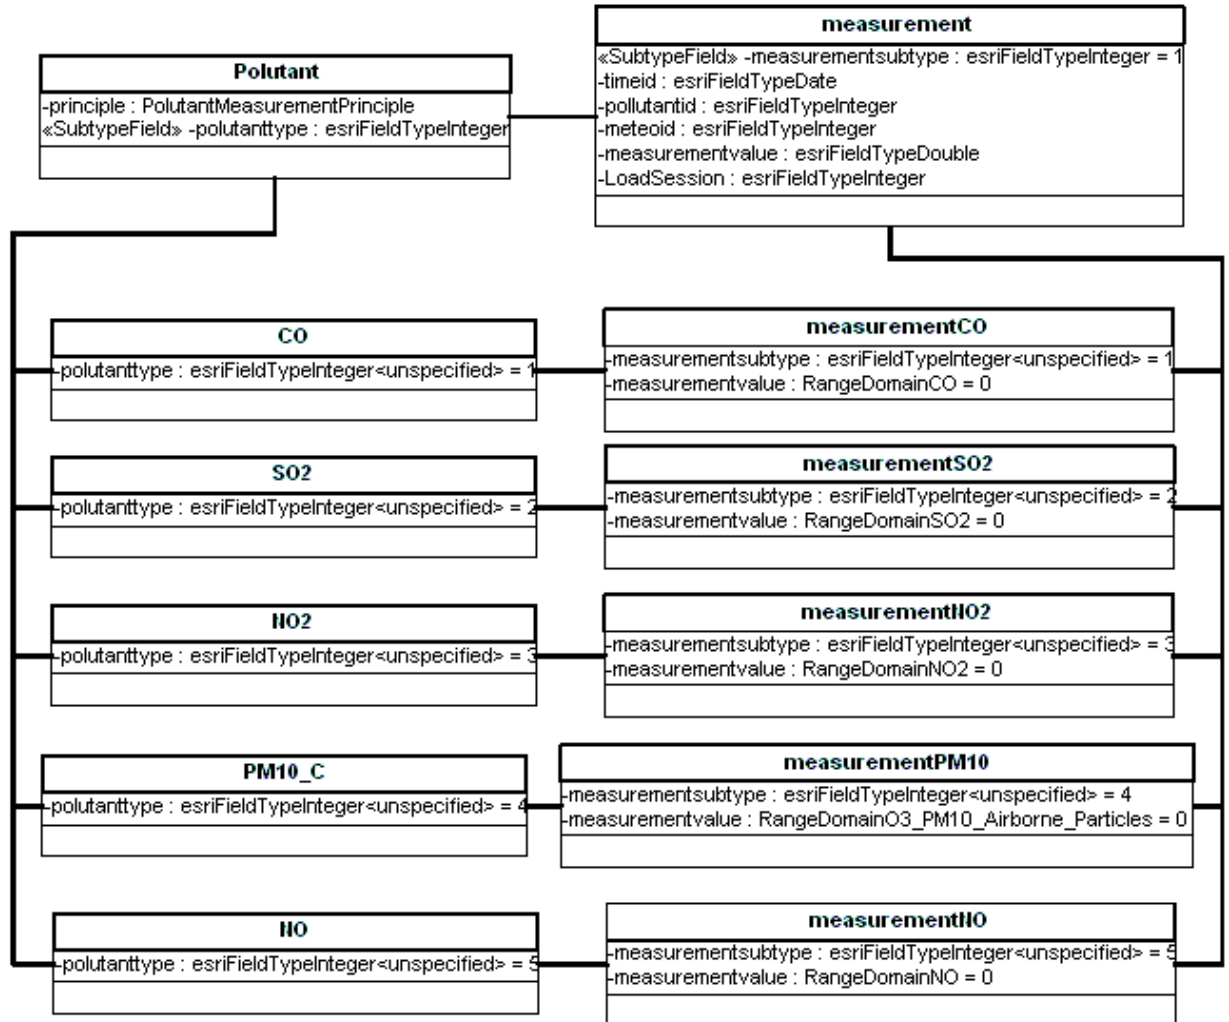 Polutant
-principle : PolutantMeasurementPrinciple
«SubtypeField» -polutanttype : esriFieldTypeInteger
measurement
«SubtypeField» -measurementsubtype : esriFieldTypeInteger = 1
-timeid : esriFieldTypeDate
-pollutantid : esriFieldTypeInteger
-meteoid : esriFieldTypeInteger
-measurementvalue : esriFieldTypeDouble
-LoadSession : esriFieldTypeInteger
CO
-polutanttype : esriFieldTypeInteger<unspecified> = 1
measurementCO
-measurementsubtype : esriFieldTypeInteger<unspecified> = 1
-measurementvalue : RangeDomainCO = 0
SO2
-polutanttype : esriFieldTypeInteger<unspecified> = 2
measurementSO2
-measurementsubtype : esriFieldTypeInteger<unspecified> = 2
-measurementvalue : RangeDomainSO2 = 0
NO2
-polutanttype : esriFieldTypeInteger<unspecified> = 3
measurementNO2
-measurementsubtype : esriFieldTypeInteger<unspecified> = 3
-measurementvalue : RangeDomainNO2 = 0
PM10_C
-polutanttype : esriFieldTypeInteger<unspecified> = 4
measurementPM10
-measurementsubtype : esriFieldTypeInteger<unspecified> = 4
-measurementvalue : RangeDomainO3_PM10_Airborne_Particles = 0
NO
-polutanttype : esriFieldTypeInteger<unspecified> = 5
measurementNO
-measurementsubtype : esriFieldTypeInteger<unspecified> = 5
-measurementvalue : RangeDomainNO = 0